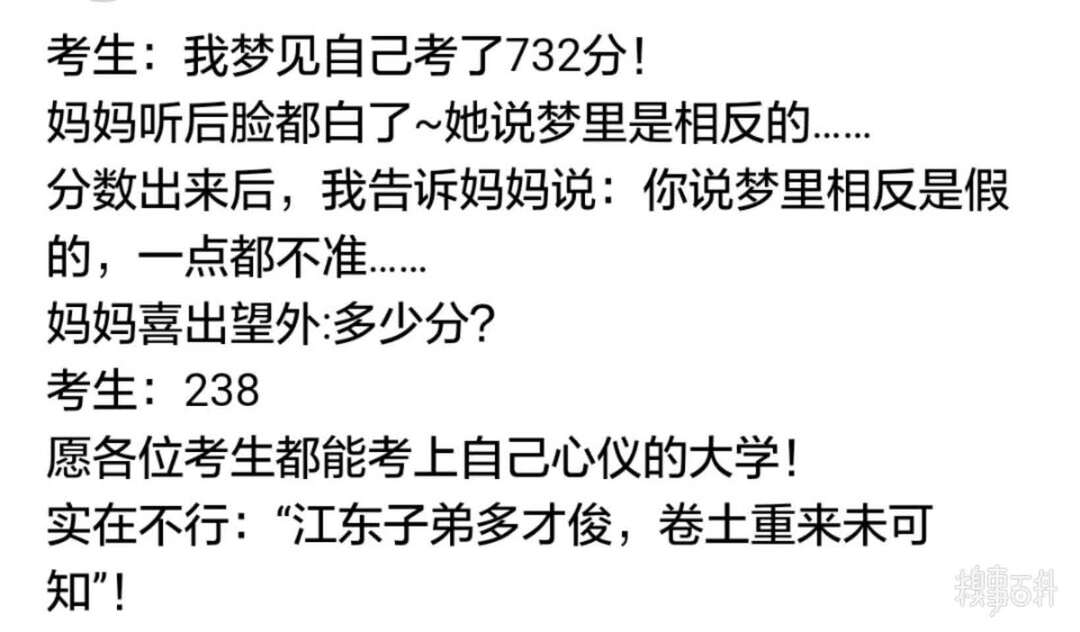 考生：我梦见自己考了732分！
妈妈听后脸都白了~她说梦里是相反的……
分数出来后，我告诉妈妈说：你说梦里相反是假
的，一点都不准……
妈妈喜出望外:多少分？
考生：238
愿各位考生都能考上自己心仪的大学！
实在不行：“江东子弟多才俊，卷土重来未可
知”！
糗事百科